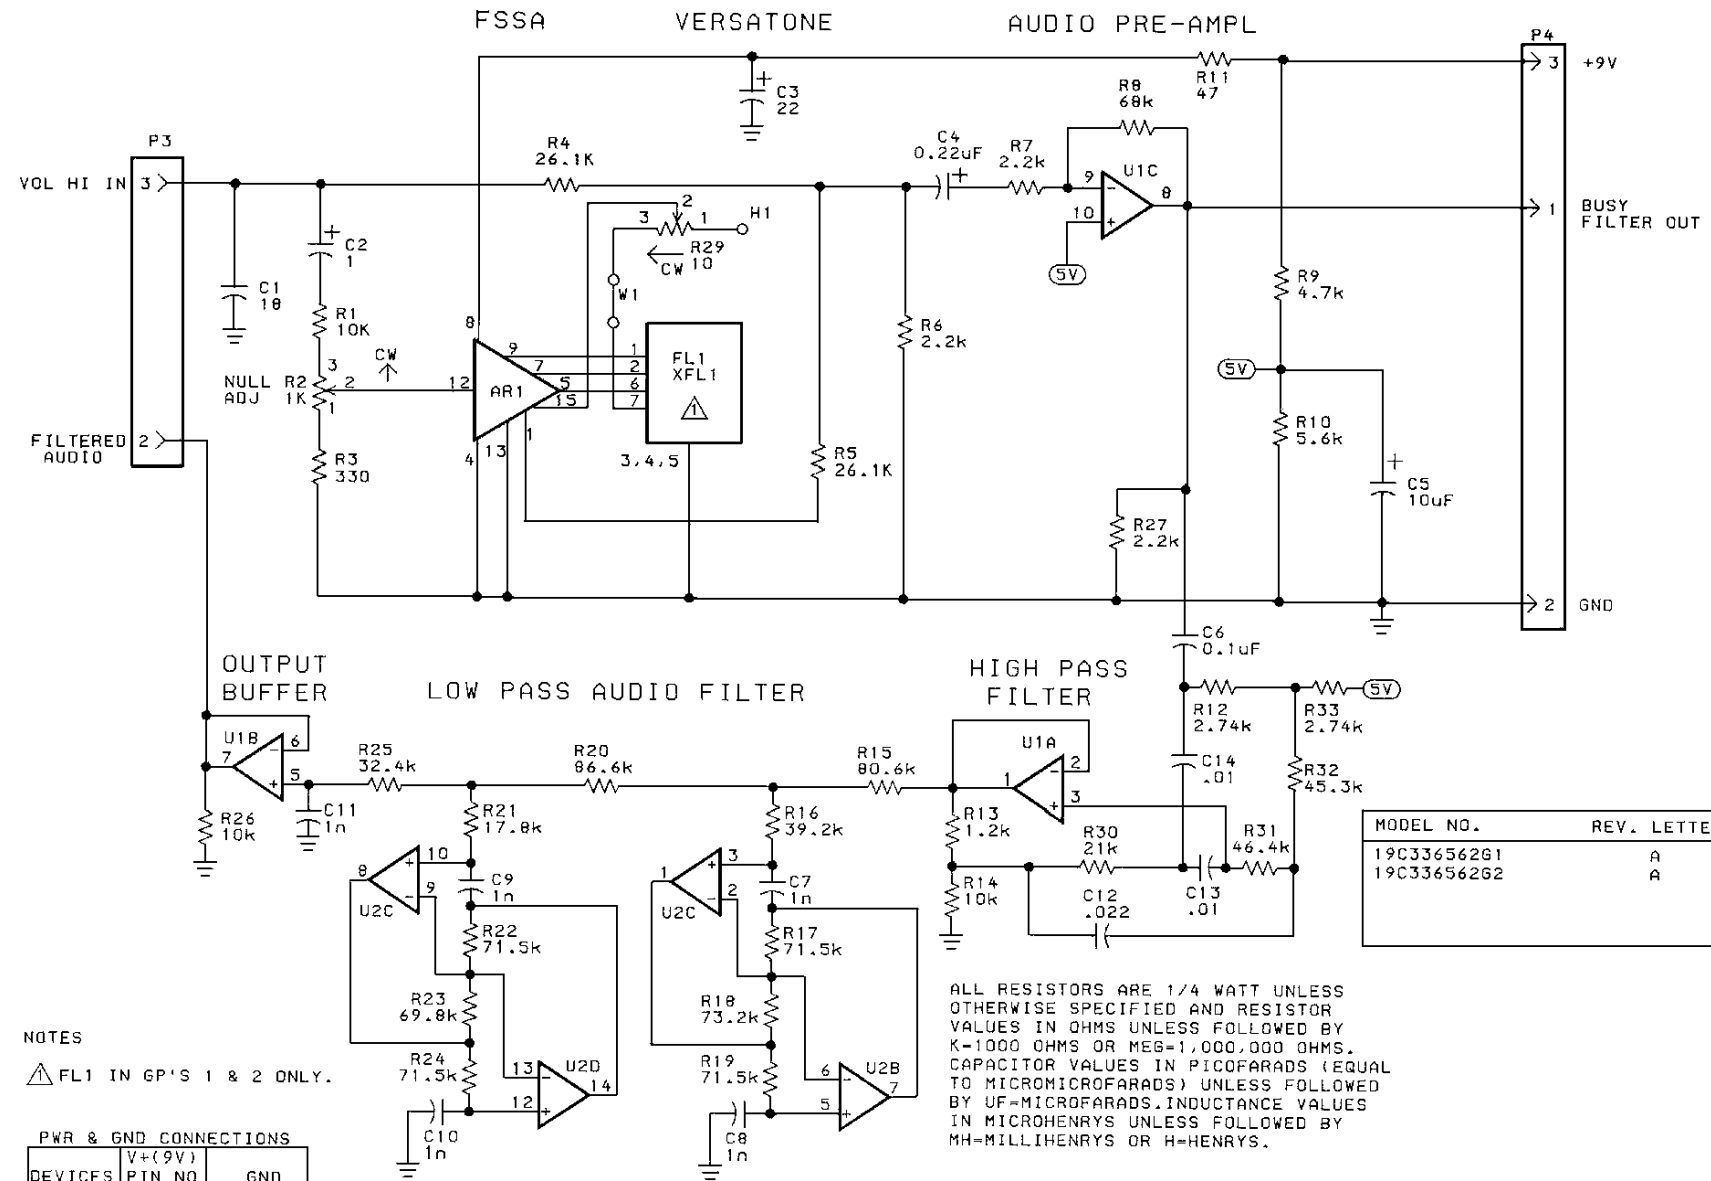 FSSA
VERSATONE
AUDIO PRE-AMPL
P4
3
+9V
R11
47
C3
22
+
R8
68k
P3
R4
26.1K
C4
0.22uF
+
R7
2.2k
VOL HI IN
3
U1C
9
-
8
10
+
5V
1
BUSY
FILTER OUT
2
3
1
H1
R29
10
CW
W1
+
C2
1
C1
18
R1
10K
CW
NULL
ADJ
R2
1K
3
2
1
8
12
AR1
9
7
5
15
1
13
4
1
2
6
7
FL1
XFL1
1
3,4,5
R6
2.2k
R9
4.7k
5V
R10
5.6k
FILTERED
AUDIO
2
R3
330
R5
26.1K
+
C5
10uF
R27
2.2k
2
GND
C6
0.1uF
OUTPUT
BUFFER
LOW PASS AUDIO FILTER
HIGH PASS
FILTER
R12
2.74k
R33
2.74k
5V
U1B
7
-
6
+
5
R25
32.4k
R20
86.6k
R15
80.6k
U1A
1
-
2
+
3
C14
.01
R32
45.3k
R26
10k
C11
1n
R21
17.8k
R16
39.2k
R13
1.2k
R30
21k
R31
46.4k
MODEL NO.
REV. LETTE
19C336562G1
A
19C336562G2
A
8
+
10
-
9
U2C
C9
1n
1
+
3
-
2
U2C
C7
1n
R14
10k
C12
.022
C13
.01
R22
71.5k
R17
71.5k
R23
69.8k
R18
73.2k
R24
71.5k
R19
71.5k
13
-
U2D
14
12
+
C10
1n
6
-
U2B
7
5
+
C8
1n
ALL RESISTORS ARE 1/4 WATT UNLESS
OTHERWISE SPECIFIED AND RESISTOR
VALUES IN OHMS UNLESS FOLLOWED BY
K=1000 OHMS OR MEG=1,000,000 OHMS.
CAPACITOR VALUES IN PICOFARADS (EQUAL
TO MICROMICROFARADS) UNLESS FOLLOWED
BY UF=MICROFARADS.INDUCTANCE VALUES
IN MICROHENRYS UNLESS FOLLOWED BY
MH=MILLIHENRYS OR H=HENRYS.
NOTES
1 FL1 IN GP'S 1 & 2 ONLY.
PWR & GND CONNECTIONS
V+(9V)
DEVICES PIN NO GND